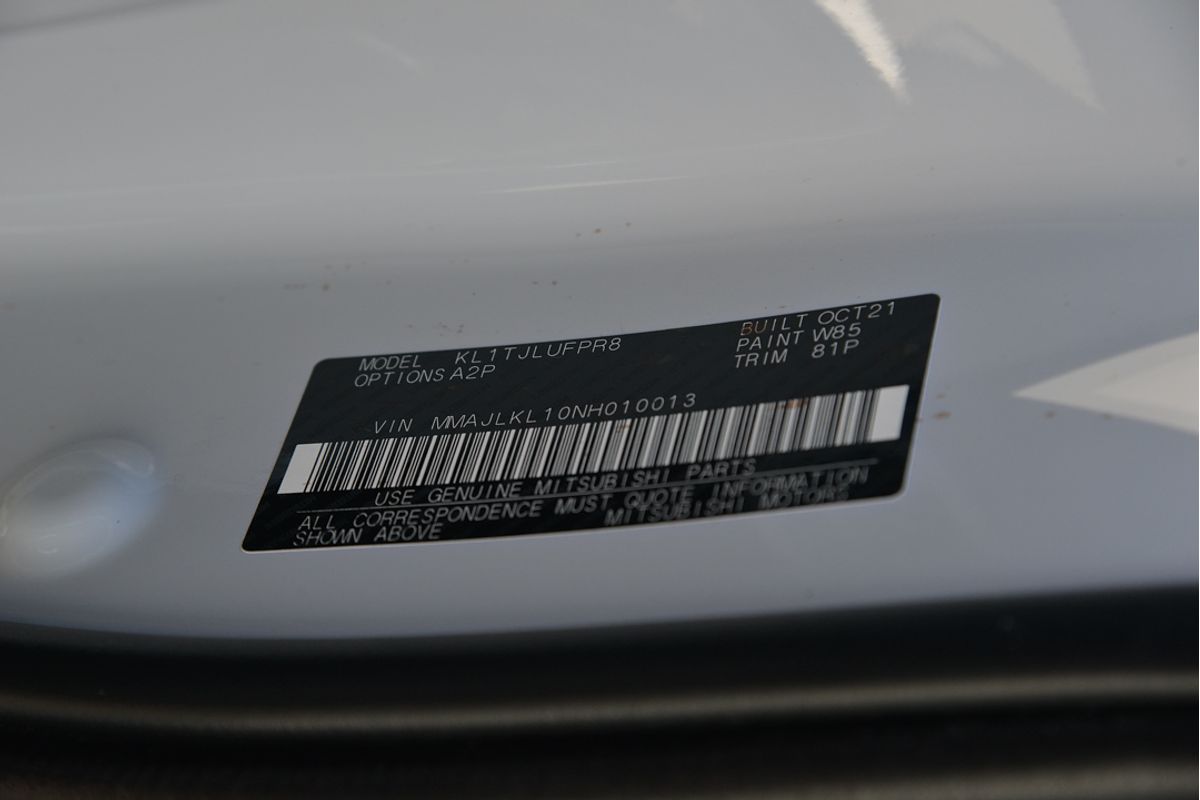 MODEL KL1TJLUFPR8 BUILT OCT21
OPTIONS A2P PAINT W85
TRIM 81P
VIN MMAJLKL10NH010013
USE GENUINE MITSUBISHI PARTS
ALL CORRESPONDENCE MUST QUOTE INFORMATION
SHOWN ABOVE MITSUBISHI MOTORS